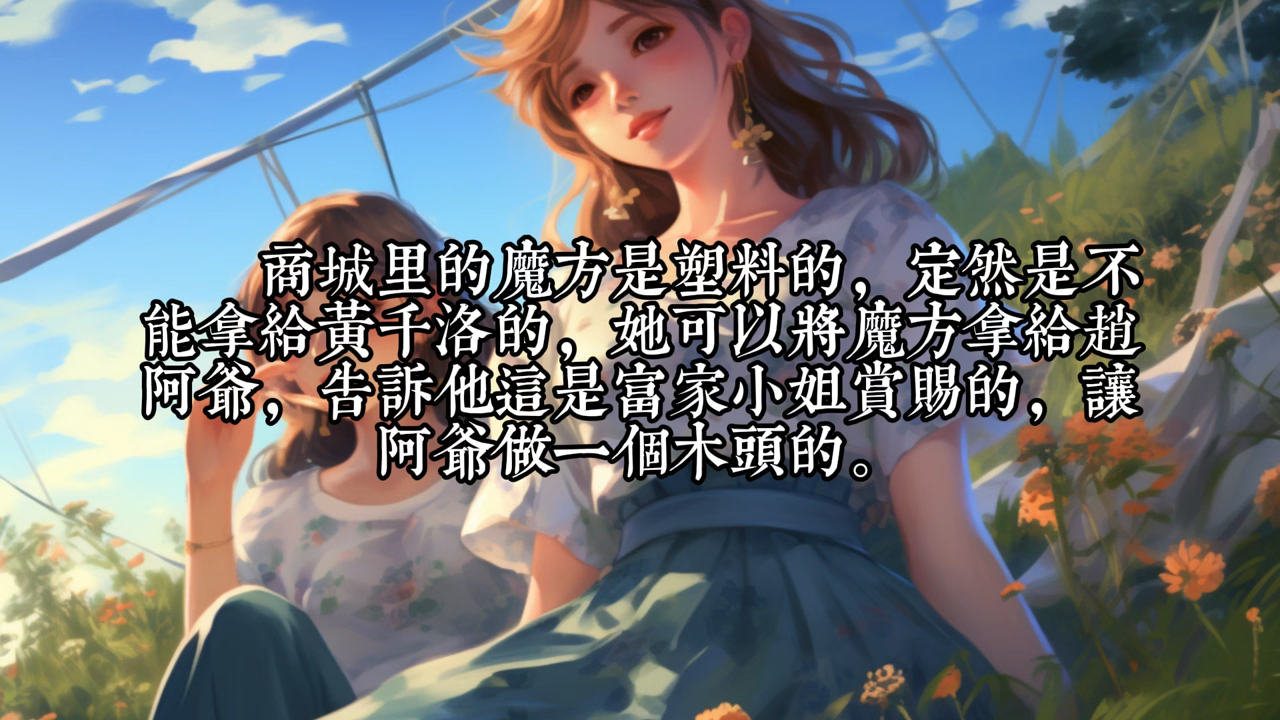 商城里的魔方是塑料的，定然是不
能拿給黃千洛的，她可以將魔方拿給趙
阿爺，告訴他這是富家小姐賞賜的，讓
阿爺做一個木頭的。